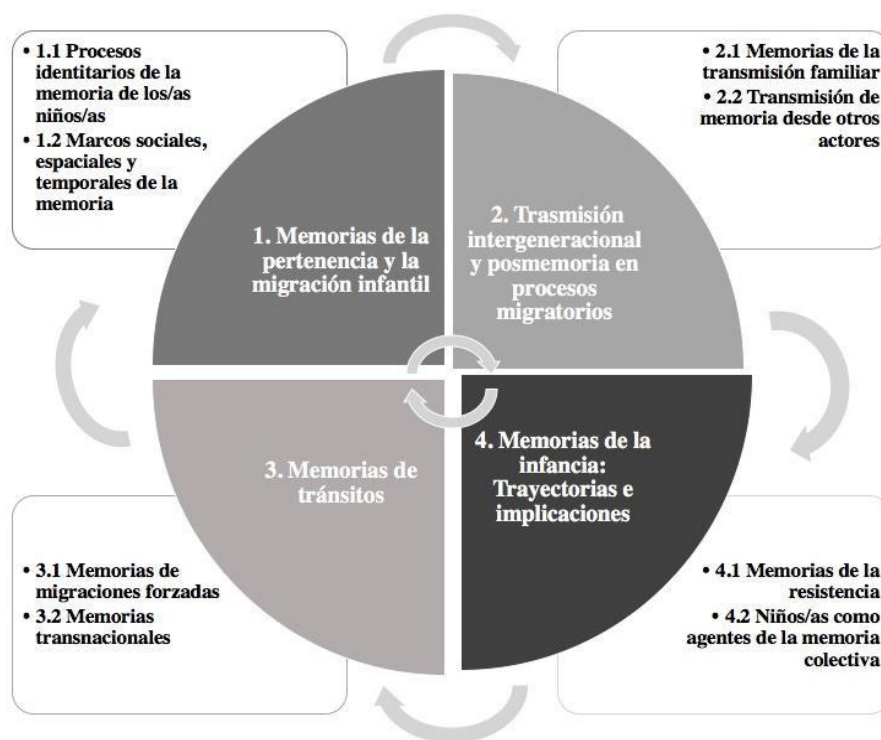 • 1.1 Procesos
identitarios de la
memoria de los/as
niños/as
• 1.2 Marcos sociales,
espaciales y
temporales de la
memoria
• 2.1 Memorias de la
transmisión familiar
• 2.2 Transmisión de
memoria desde otros
actores
1. Memorias de la
pertenencia y la
migración infantil
2. Trasmisión
intergeneracional
y posmemoria en
procesos
migratorios
3. Memorias de
tránsitos
4. Memorias de la
infancia:
Trayectorias e
implicaciones
• 3.1 Memorias de
migraciones forzadas
• 3.2 Memorias
transnacionales
• 4.1 Memorias de la
resistencia
• 4.2 Niños/as como
agentes de la memoria
colectiva